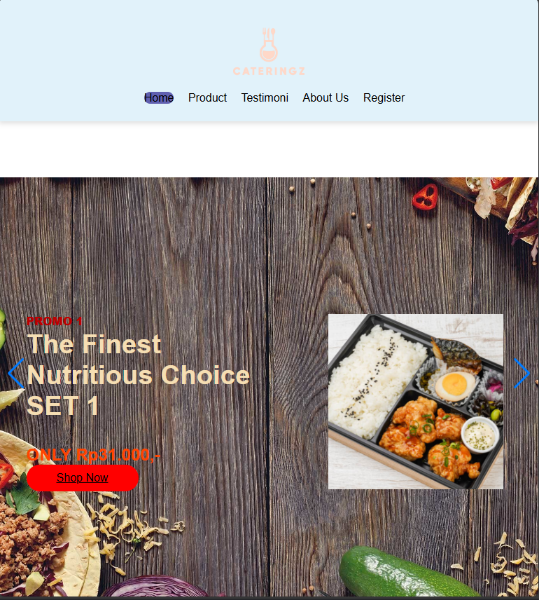 CATERINGZ
Home Product Testimoni About Us Register
PROMO 1
The Finest
Nutritious Choice
SET 1
ONLY Rp31.000,-
Shop Now